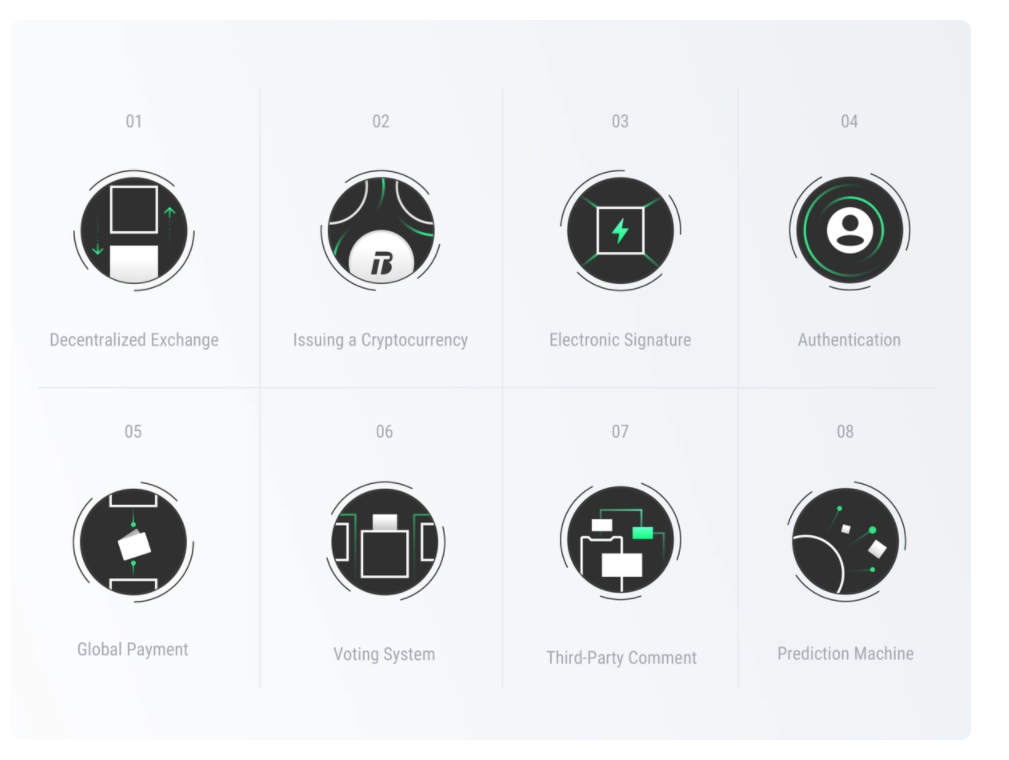 01
02
03
04
Decentralized Exchange
Issuing a Cryptocurrency
Electronic Signature
Authentication
05
06
07
08
Global Payment
Voting System
Third-Party Comment
Prediction Machine